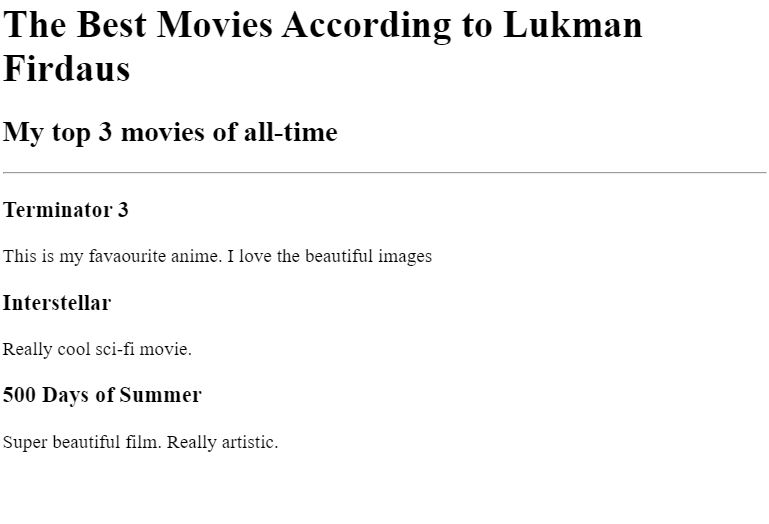 The Best Movies According to Lukman
Firdaus
My top 3 movies of all-time
Terminator 3
This is my favaourite anime. I love the beautiful images
Interstellar
Really cool sci-fi movie.
500 Days of Summer
Super beautiful film. Really artistic.